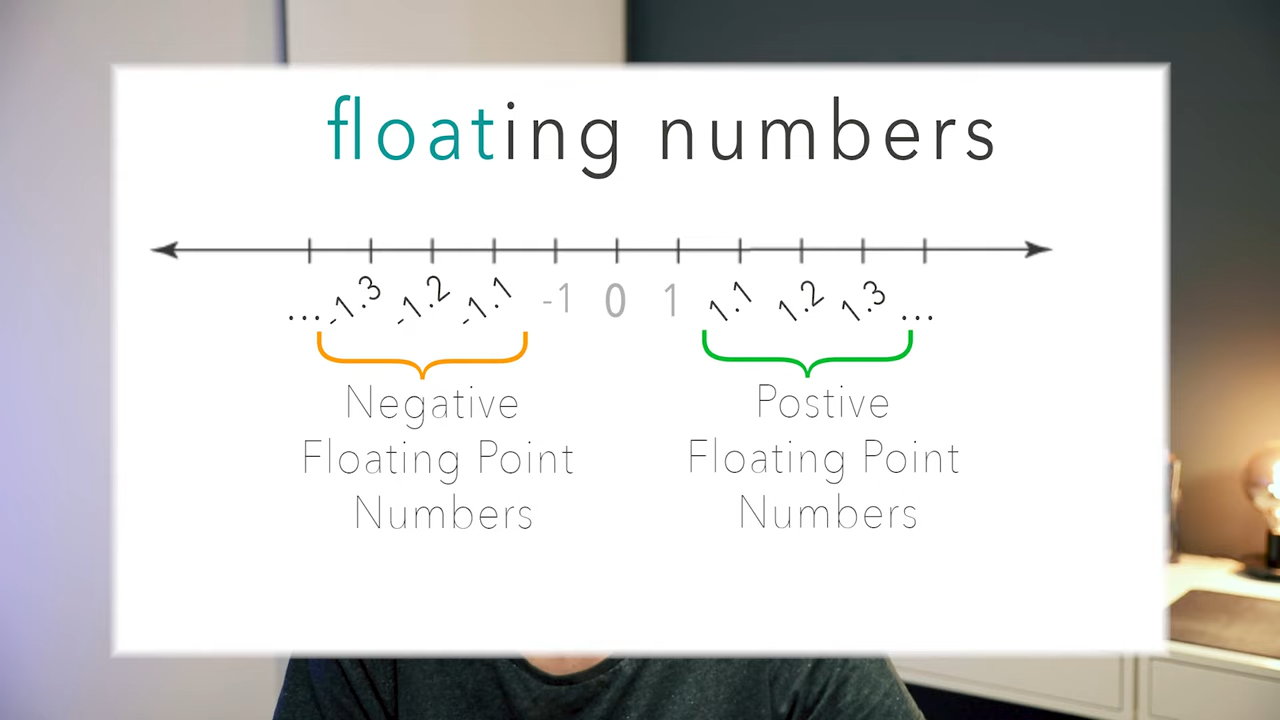 floating numbers
...-1.3 -1.2 -1.1 -1 0 1 1.1 1.2 1.3 ...
Negative
Floating Point
Numbers
Postive
Floating Point
Numbers